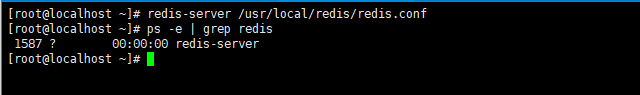 [root@localhost ~]# redis-server /usr/local/redis/redis.conf
[root@localhost ~]# ps -e | grep redis
 1587 ?        00:00:00 redis-server
[root@localhost ~]#